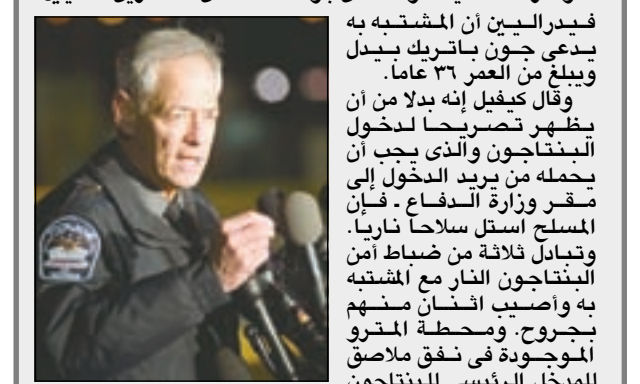 فيدراليين أن المشتبه به
يدعى جون باتريك بيدل
ويبلغ من العمر ٣٦ عاما.
وقال كيفيل إنه بدلا من أن
يظهر تصريحا لدخول
البنتاجون والذى يجب أن
يحمله من يريد الدخول إلى
مقر وزارة الدفاع ـ فإن
المسلح استل سلاحا ناريا.
وتبادل ثلاثة من ضباط أمن
البنتاجون النار مع المشتبه
به وأصيب اثنان منهم
بجروح. ومحطة المترو
الموجودة فى نفق ملاصق
للمدخل الرئيسى للبنتاجون